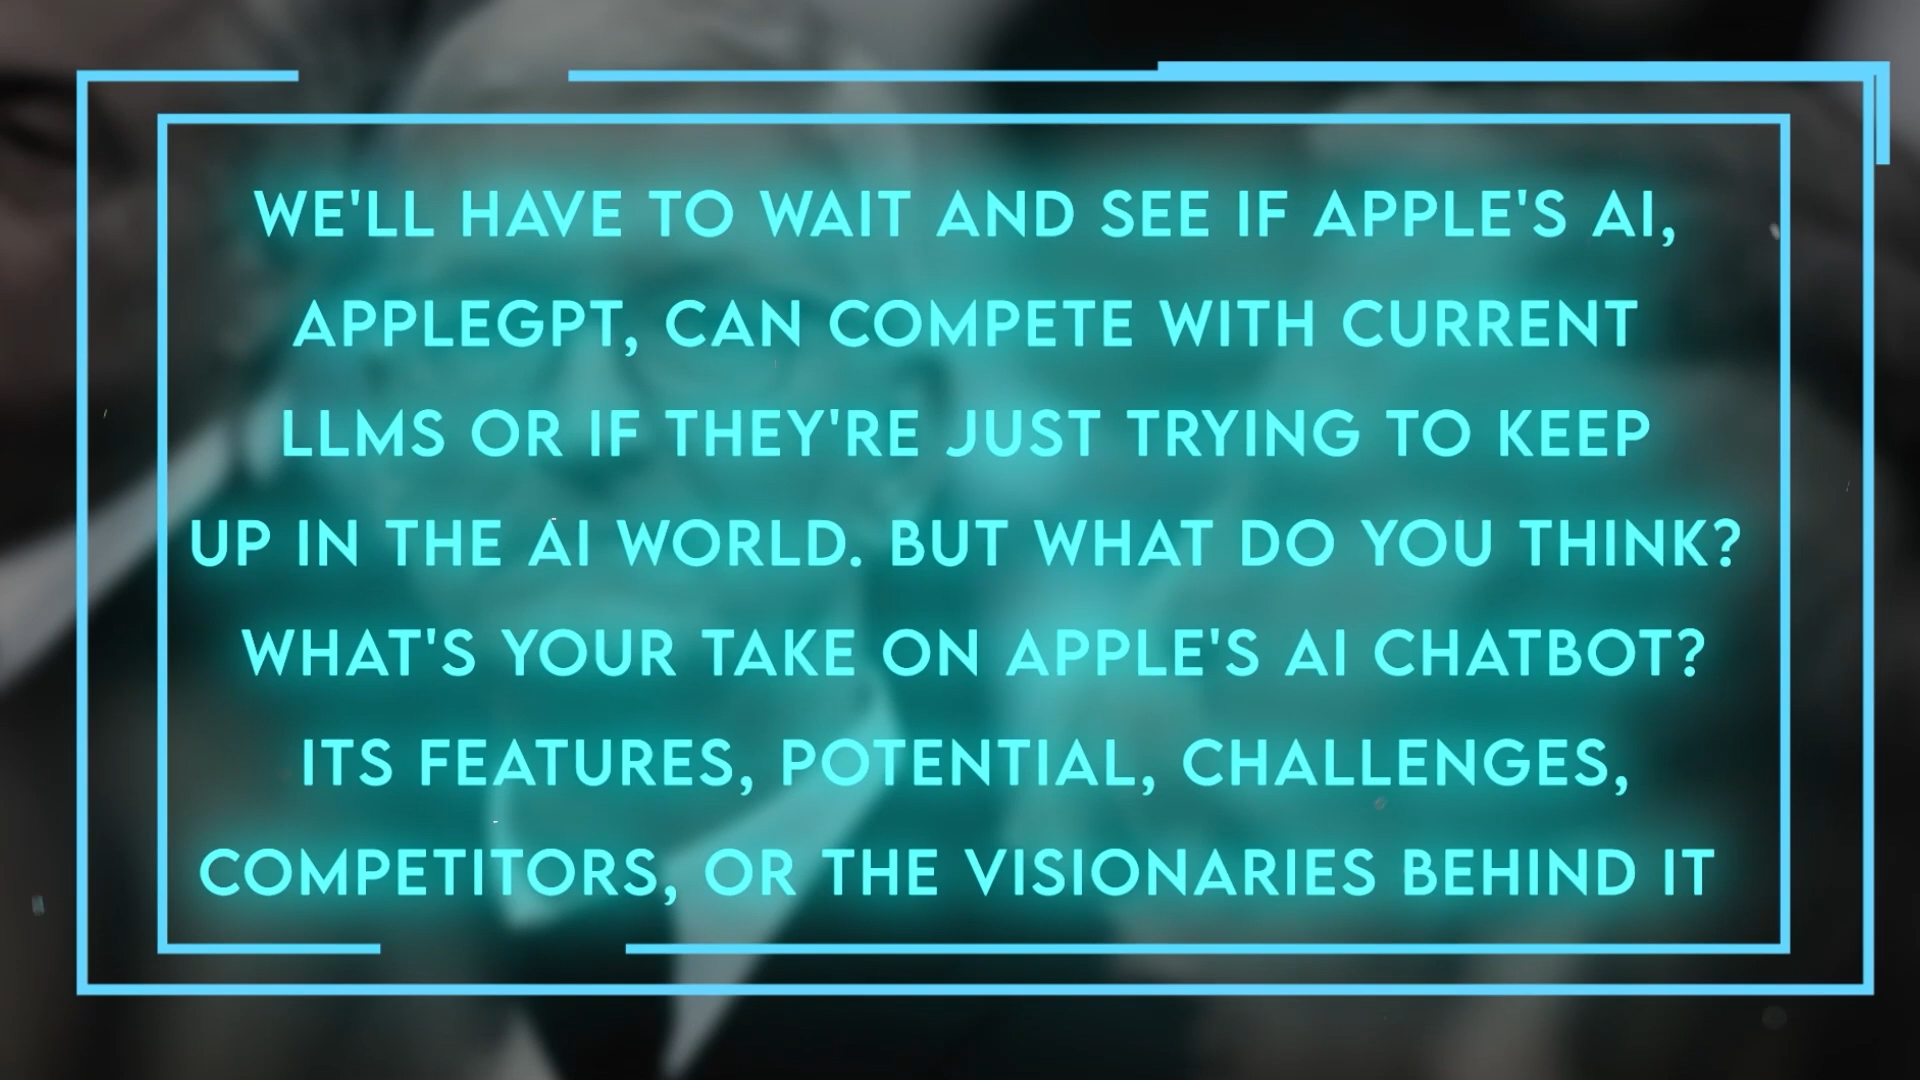 WE'LL HAVE TO WAIT AND SEE IF APPLE'S AI,
APPLEGPT, CAN COMPETE WITH CURRENT
LLMS OR IF THEY'RE JUST TRYING TO KEEP
UP IN THE AI WORLD. BUT WHAT DO YOU THINK?
WHAT'S YOUR TAKE ON APPLE'S AI CHATBOT?
ITS FEATURES, POTENTIAL, CHALLENGES,
COMPETITORS, OR THE VISIONARIES BEHIND IT